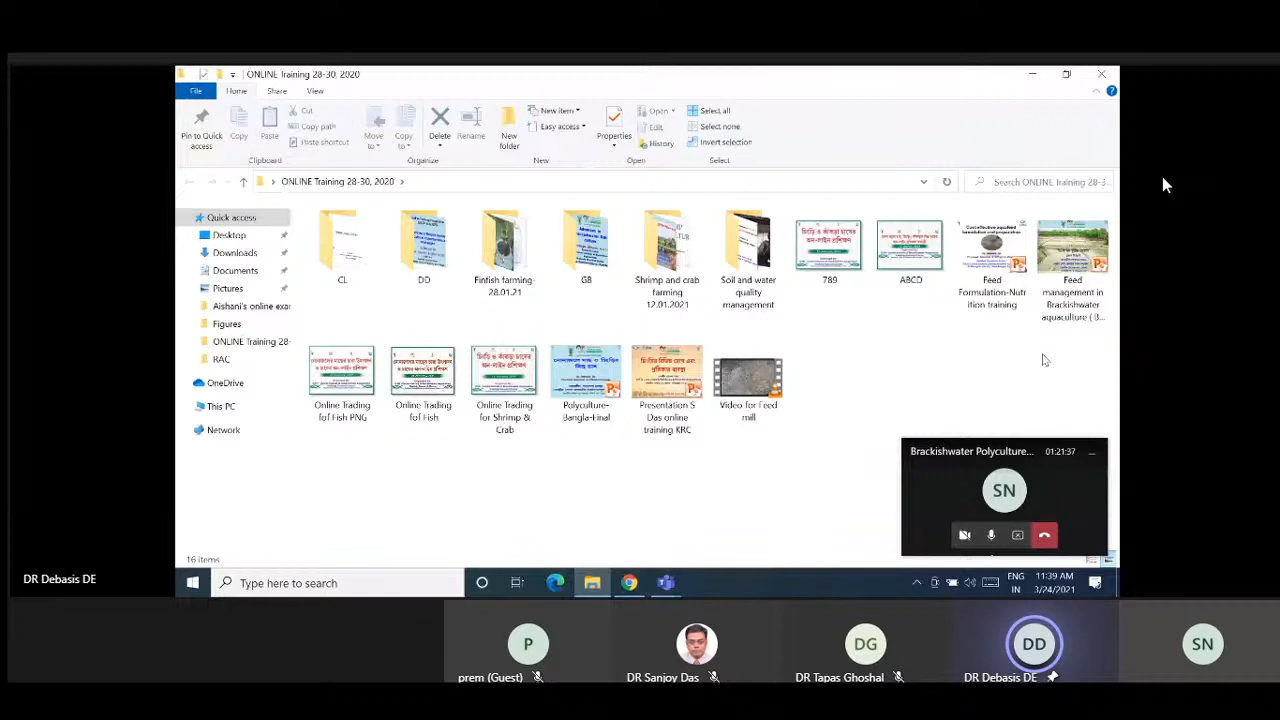 ONLINE Training 28-30, 2020
File
Home
Share
View
Pin to Quick access
Copy
Paste
Cut
Copy path
Paste shortcut
Clipboard
Move to
Copy to
Delete
Rename
Organize
New folder
New item
Easy access
New
Properties
Open
Edit
History
Open
Select all
Select none
Invert selection
Select
ONLINE Training 28-30, 2020
Search ONLINE Training 28-3...
Quick access
Desktop
Downloads
Documents
Pictures
Aishani's online exa
Figures
ONLINE Training 28-
RAC
OneDrive
This PC
Network
CL
DD
Finfish farming-
28.01.21
GB
Shrimp and crab
farming
12.01.2021
Soil and water
quality
management
789
ABCD
Feed
Formulation-Nutr
ition training
Feed
management in
Brackishwater
aquaculture ( B...
Online Trading
fof Fish PNG
Online Trading
fof Fish
Online Trading
for Shrimp &
Crab
Polyculture-
Bangla-Final
Presentation S
Das online
training KRC
Video for Feed
mill
Brackishwater Polyculture...
01:21:37
SN
16 items
Type here to search
ENG
IN
11:39 AM
3/24/2021
DR Debasis DE
P
prem (Guest)
DR Sanjoy Das
DG
DR Tapas Ghoshal
DD
DR Debasis DE
SN